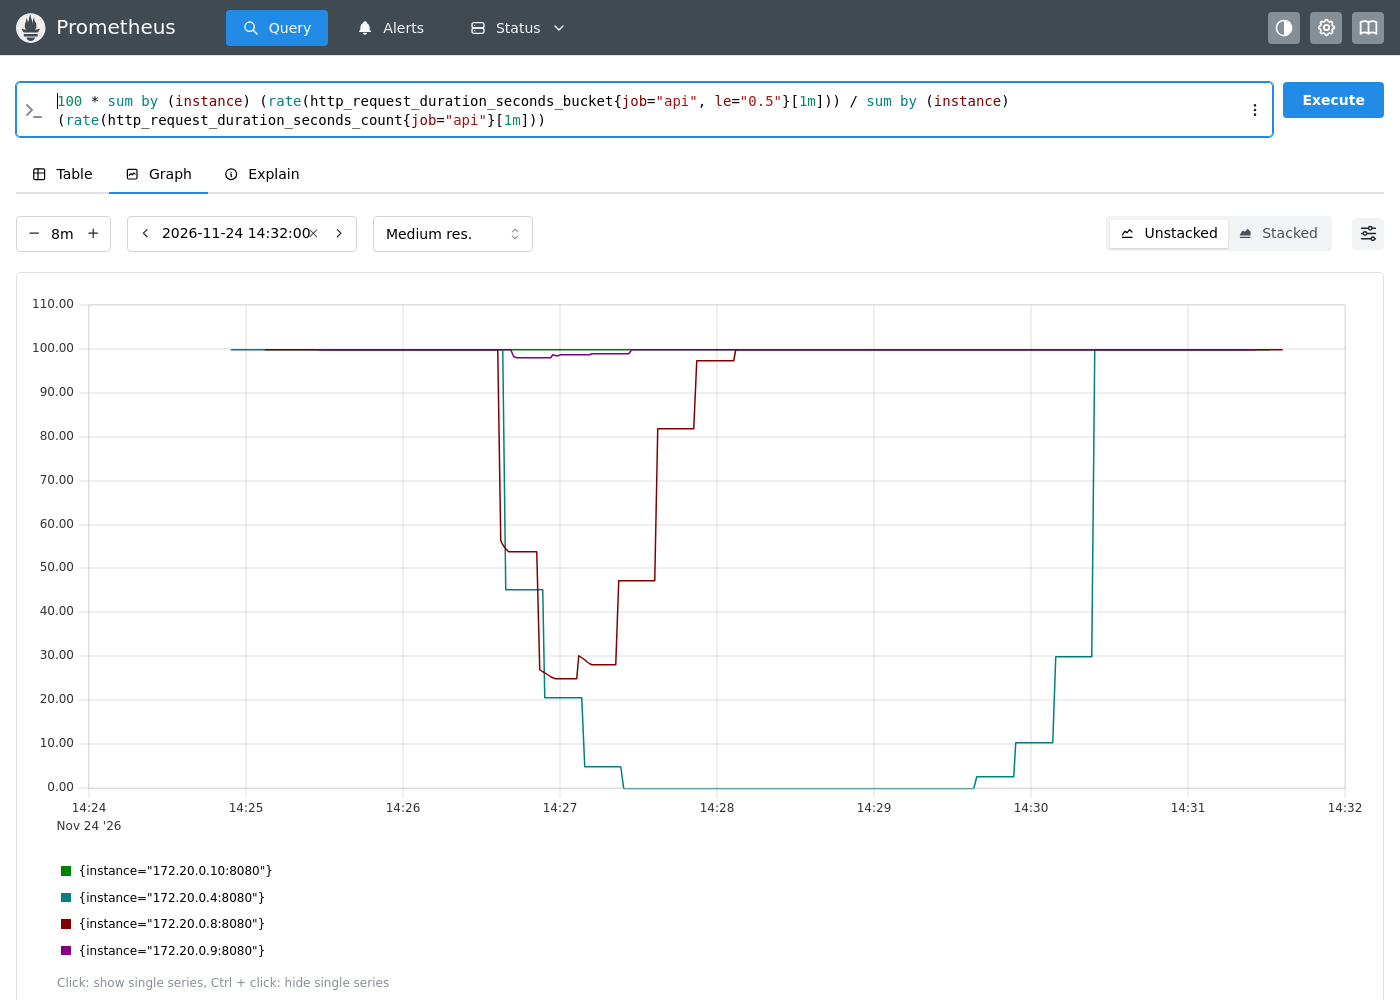 Prometheus
Query
Alerts
Status
100 * sum by (instance) (rate(http_request_duration_seconds_bucket{job="api", le="0.5"}[1m])) / sum by (instance)
(rate(http_request_duration_seconds_count{job="api"}[1m]))
Execute
Table
Graph
Explain
8m
2026-11-24 14:32:00
Medium res.
Unstacked
Stacked
110.00
100.00
90.00
80.00
70.00
60.00
50.00
40.00
30.00
20.00
10.00
0.00
14:24 14:25 14:26 14:27 14:28 14:29 14:30 14:31 14:32
Nov 24 '26
{instance="172.20.0.10:8080"}
{instance="172.20.0.4:8080"}
{instance="172.20.0.8:8080"}
{instance="172.20.0.9:8080"}
Click: show single series, Ctrl + click: hide single series